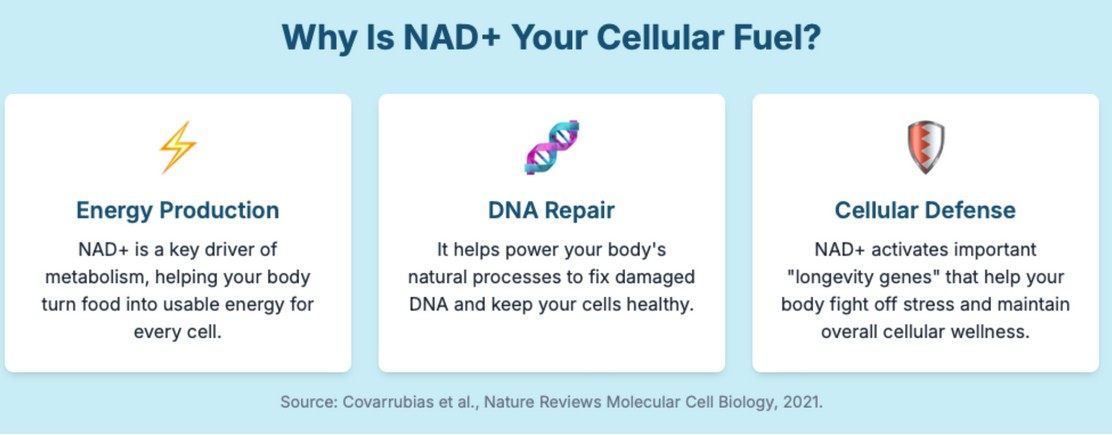 Why Is NAD+ Your Cellular Fuel?
Energy Production
NAD+ is a key driver of
metabolism, helping your body
turn food into usable energy for
every cell.
DNA Repair
It helps power your body's
natural processes to fix damaged
DNA and keep your cells healthy.
Cellular Defense
NAD+ activates important
"longevity genes" that help your
body fight off stress and maintain
overall cellular wellness.
Source: Covarrubias et al., Nature Reviews Molecular Cell Biology, 2021.